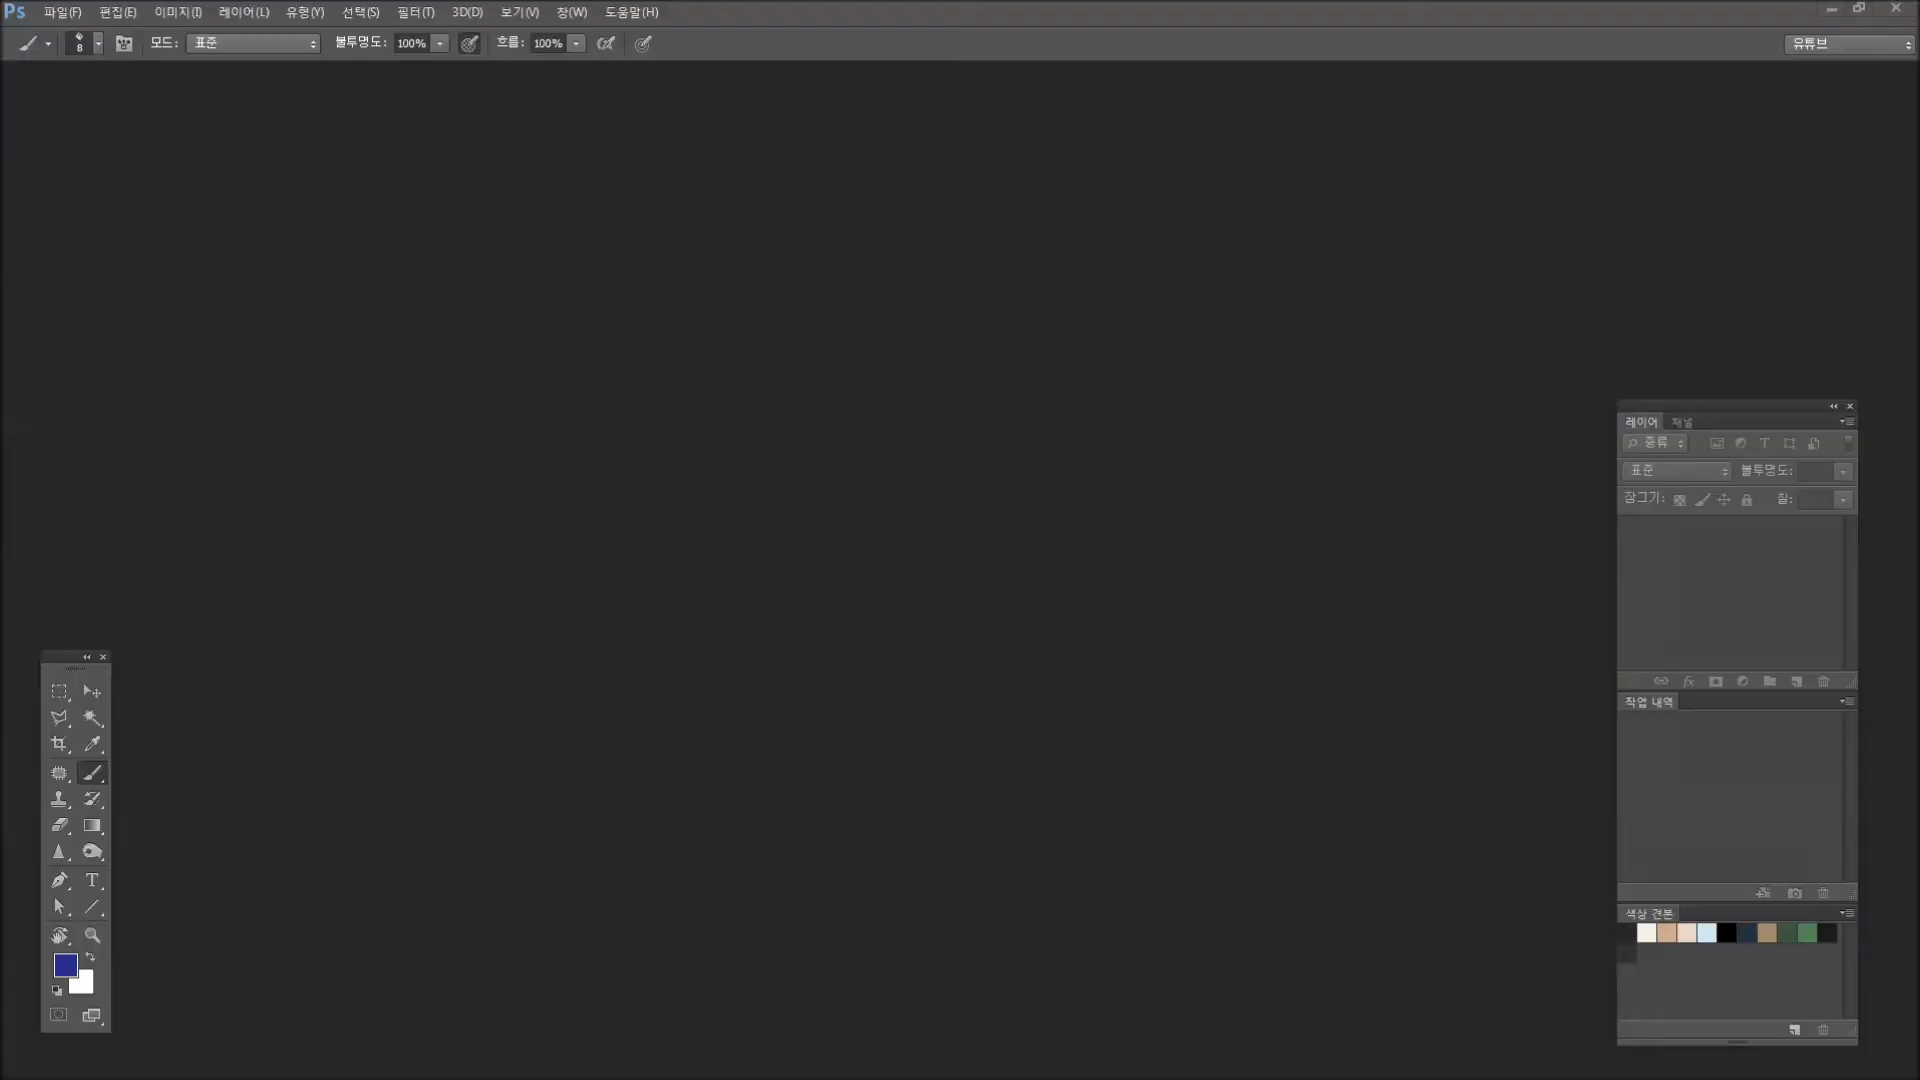 Ps 파일(F) 편집(E) 이미지(I) 레이어(L) 유형(Y) 선택(S) 필터(T) 3D(D) 보기(V) 창(W) 도움말(H)
8 모드: 표준 불투명도: 100% 흐름: 100% 유튜브
레이어 채널
종류
표준 불투명도:
잠그기: 칠:
fx
작업 내역
색상 견본